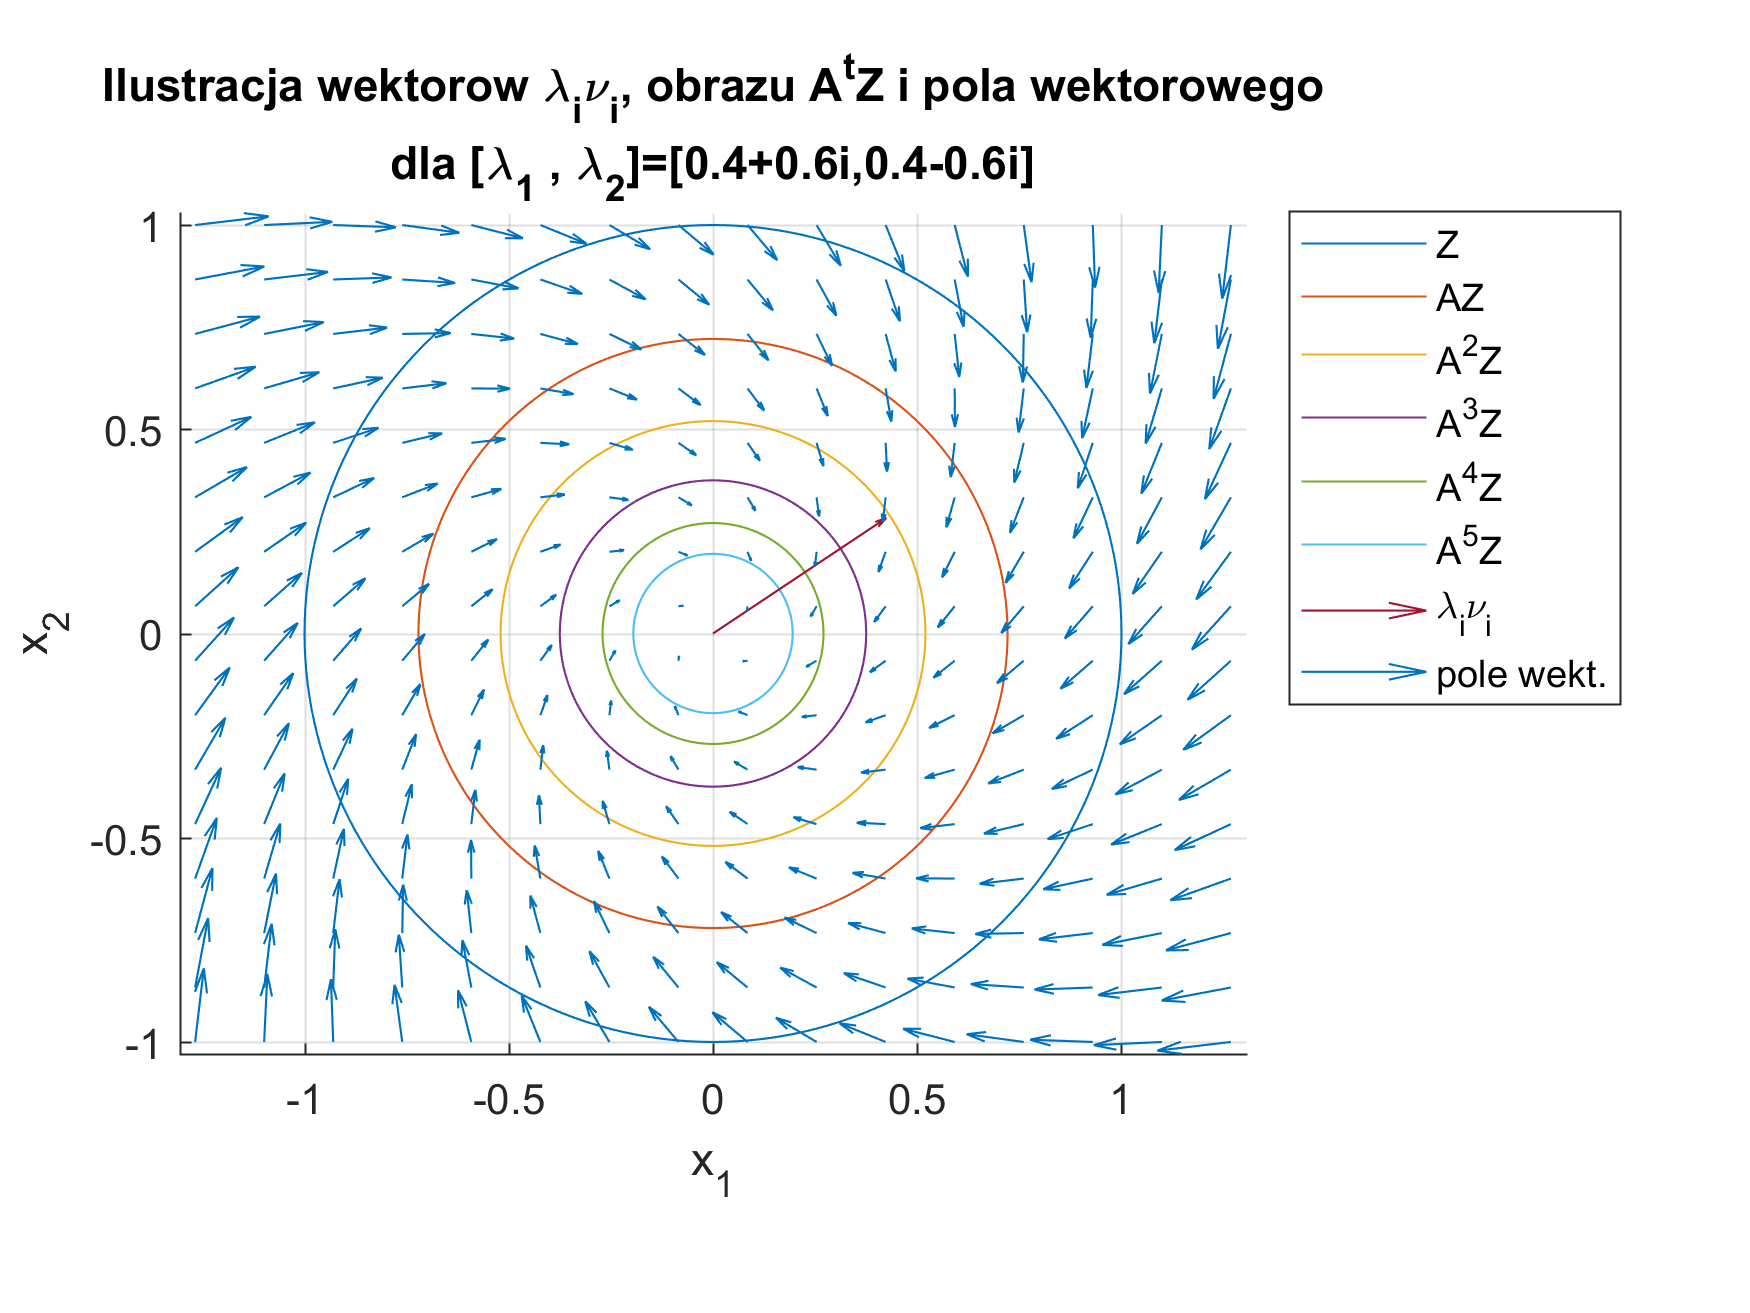 Ilustracja wektorow λᵢνᵢ, obrazu AᵗZ i pola wektorowego
dla [λ₁ , λ₂]=[0.4+0.6i,0.4-0.6i]
1
0.5
0
-0.5
-1
x₂
-1
-0.5
0
0.5
1
x₁
Z
AZ
A²Z
A³Z
A⁴Z
A⁵Z
λᵢνᵢ
pole wekt.